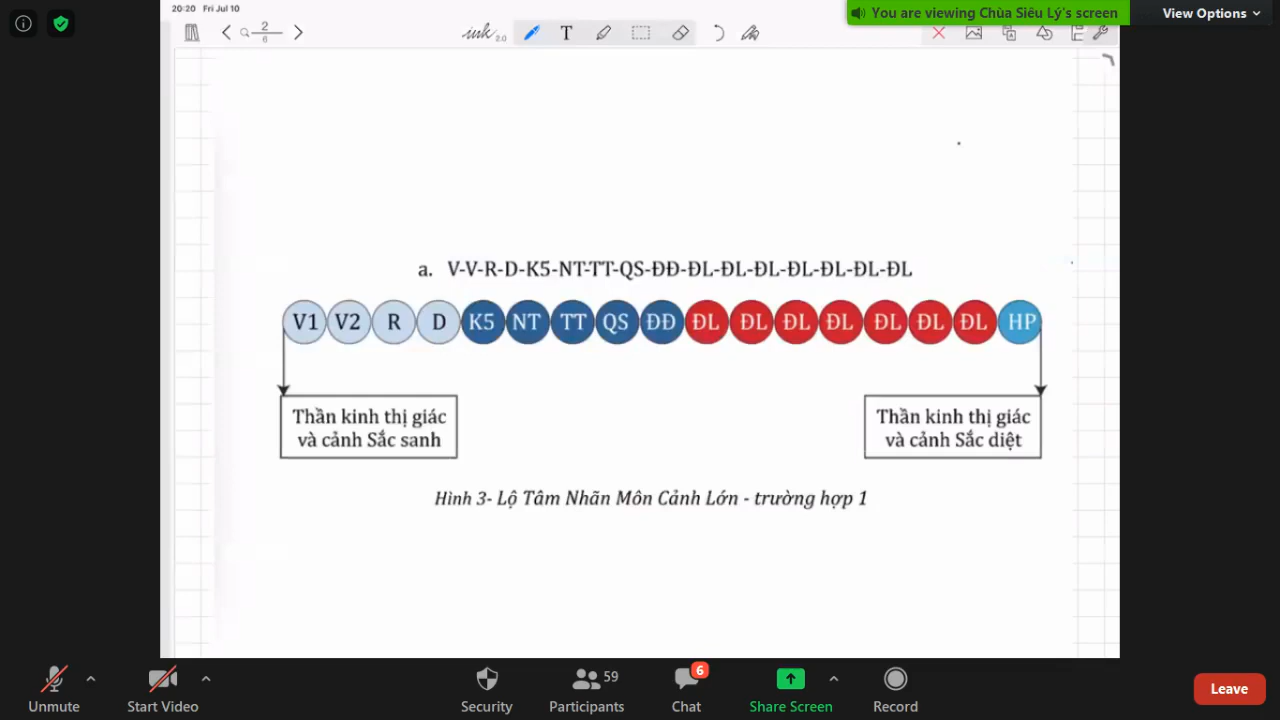 20:20 Fri Jul 10
You are viewing Chùa Siêu Lý's screen
View Options
2
6
ink 2.0
T
a. V-V-R-D-K5-NT-TT-QS-ĐĐ-ĐL-ĐL-ĐL-ĐL-ĐL-ĐL-ĐL
V1 V2 R D K5 NT TT QS ĐĐ ĐL ĐL ĐL ĐL ĐL ĐL ĐL HP
Thần kinh thị giác
và cảnh Sắc sanh
Thần kinh thị giác
và cảnh Sắc diệt
Hình 3- Lộ Tâm Nhãn Môn Cảnh Lớn - trường hợp 1
Unmute
Start Video
Security
59
Participants
6
Chat
Share Screen
Record
Leave